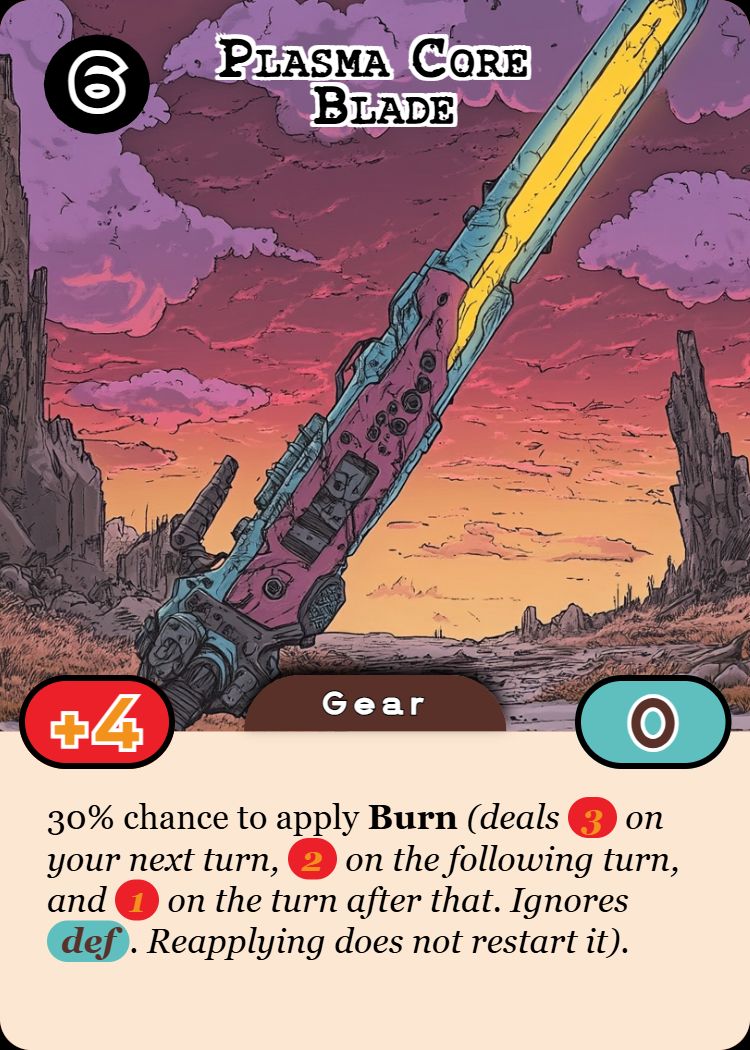 6
Plasma Core
Blade
+4
Gear
0
30% chance to apply Burn (deals 3 on
your next turn, 2 on the following turn,
and 1 on the turn after that. Ignores
def. Reapplying does not restart it).